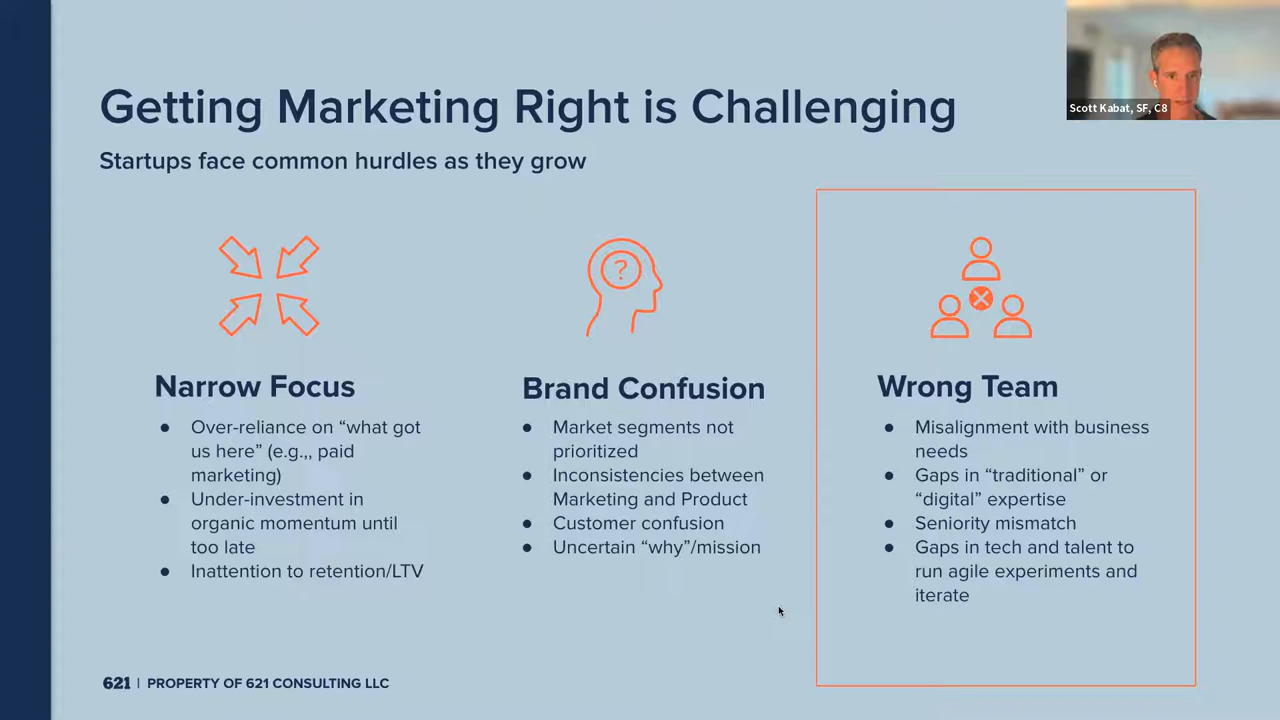 Getting Marketing Right is Challenging
Startups face common hurdles as they grow
Scott Kabat, SF, C8
?
Narrow Focus
● Over-reliance on “what got
us here” (e.g.,, paid
marketing)
● Under-investment in
organic momentum until
too late
● Inattention to retention/LTV
Brand Confusion
● Market segments not
prioritized
● Inconsistencies between
Marketing and Product
● Customer confusion
● Uncertain “why”/mission
Wrong Team
● Misalignment with business
needs
● Gaps in “traditional” or
“digital” expertise
● Seniority mismatch
● Gaps in tech and talent to
run agile experiments and
iterate
621 | PROPERTY OF 621 CONSULTING LLC